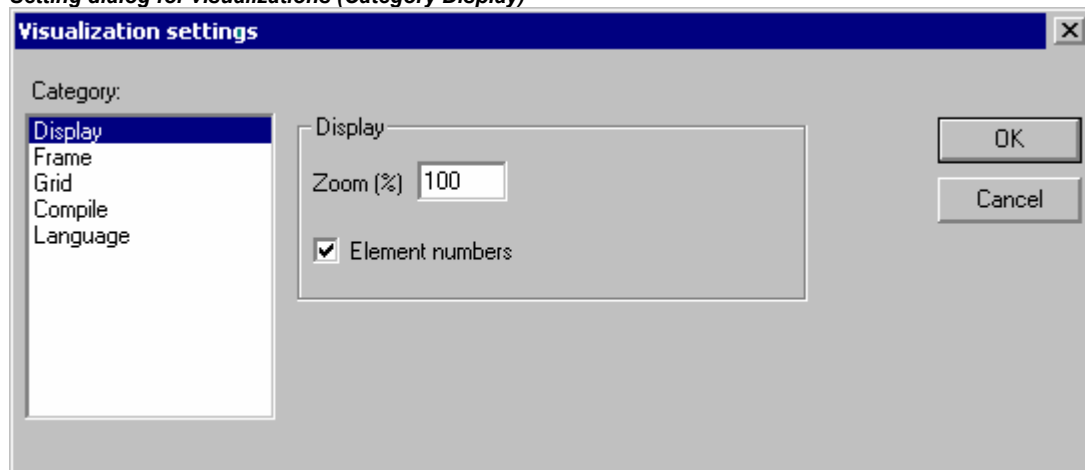 Setting dialog for Visualizations (Category Display)
Visualization settings
Category:
Display
Frame
Grid
Compile
Language
Display
Zoom (%) 100
Element numbers
OK
Cancel